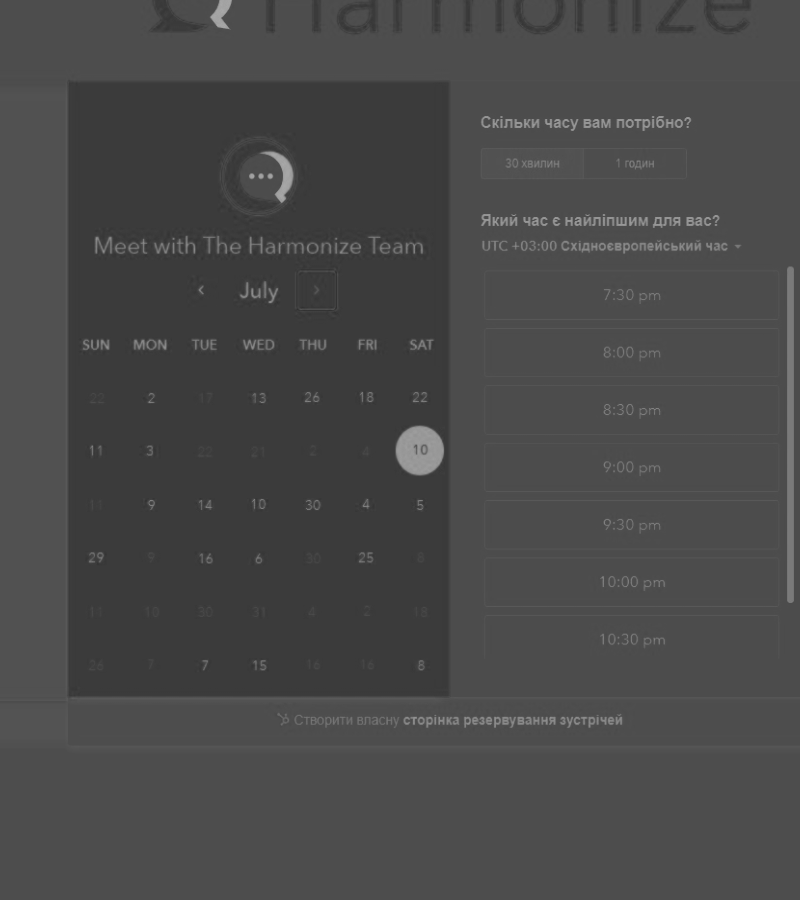 Harmonize
Meet with The Harmonize Team
July
SUN MON TUE WED THU FRI SAT
22 2 17 13 26 18 22
11 3 22 21 2 4 10
11 9 14 10 30 4 5
29 9 16 6 30 25 8
11 10 30 31 4 2 18
26 7 7 15 16 16 8
Скільки часу вам потрібно?
30 хвилин 1 годин
Який час є найліпшим для вас?
UTC +03:00 Східноєвропейський час
7:30 pm
8:00 pm
8:30 pm
9:00 pm
9:30 pm
10:00 pm
10:30 pm
Створити власну сторінка резервування зустрічей